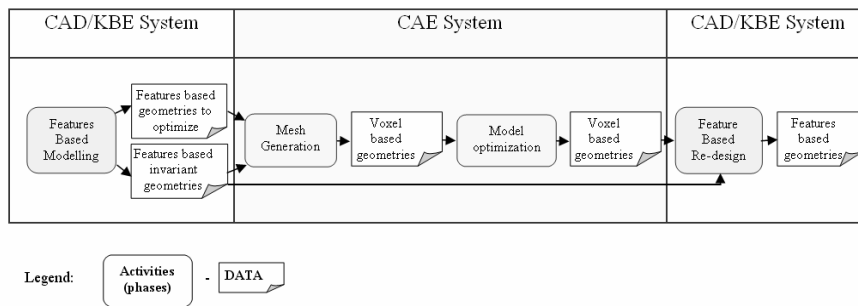 CAD/KBE System
CAE System
CAD/KBE System
Features
Based
Modelling
Features based
geometries to
optimize
Features based
invariant
geometries
Mesh
Generation
Voxel
based
geometries
Model
optimization
Voxel
based
geometries
Feature
Based
Re-design
Features
based
geometries
Legend:
Activities
(phases)
-
DATA